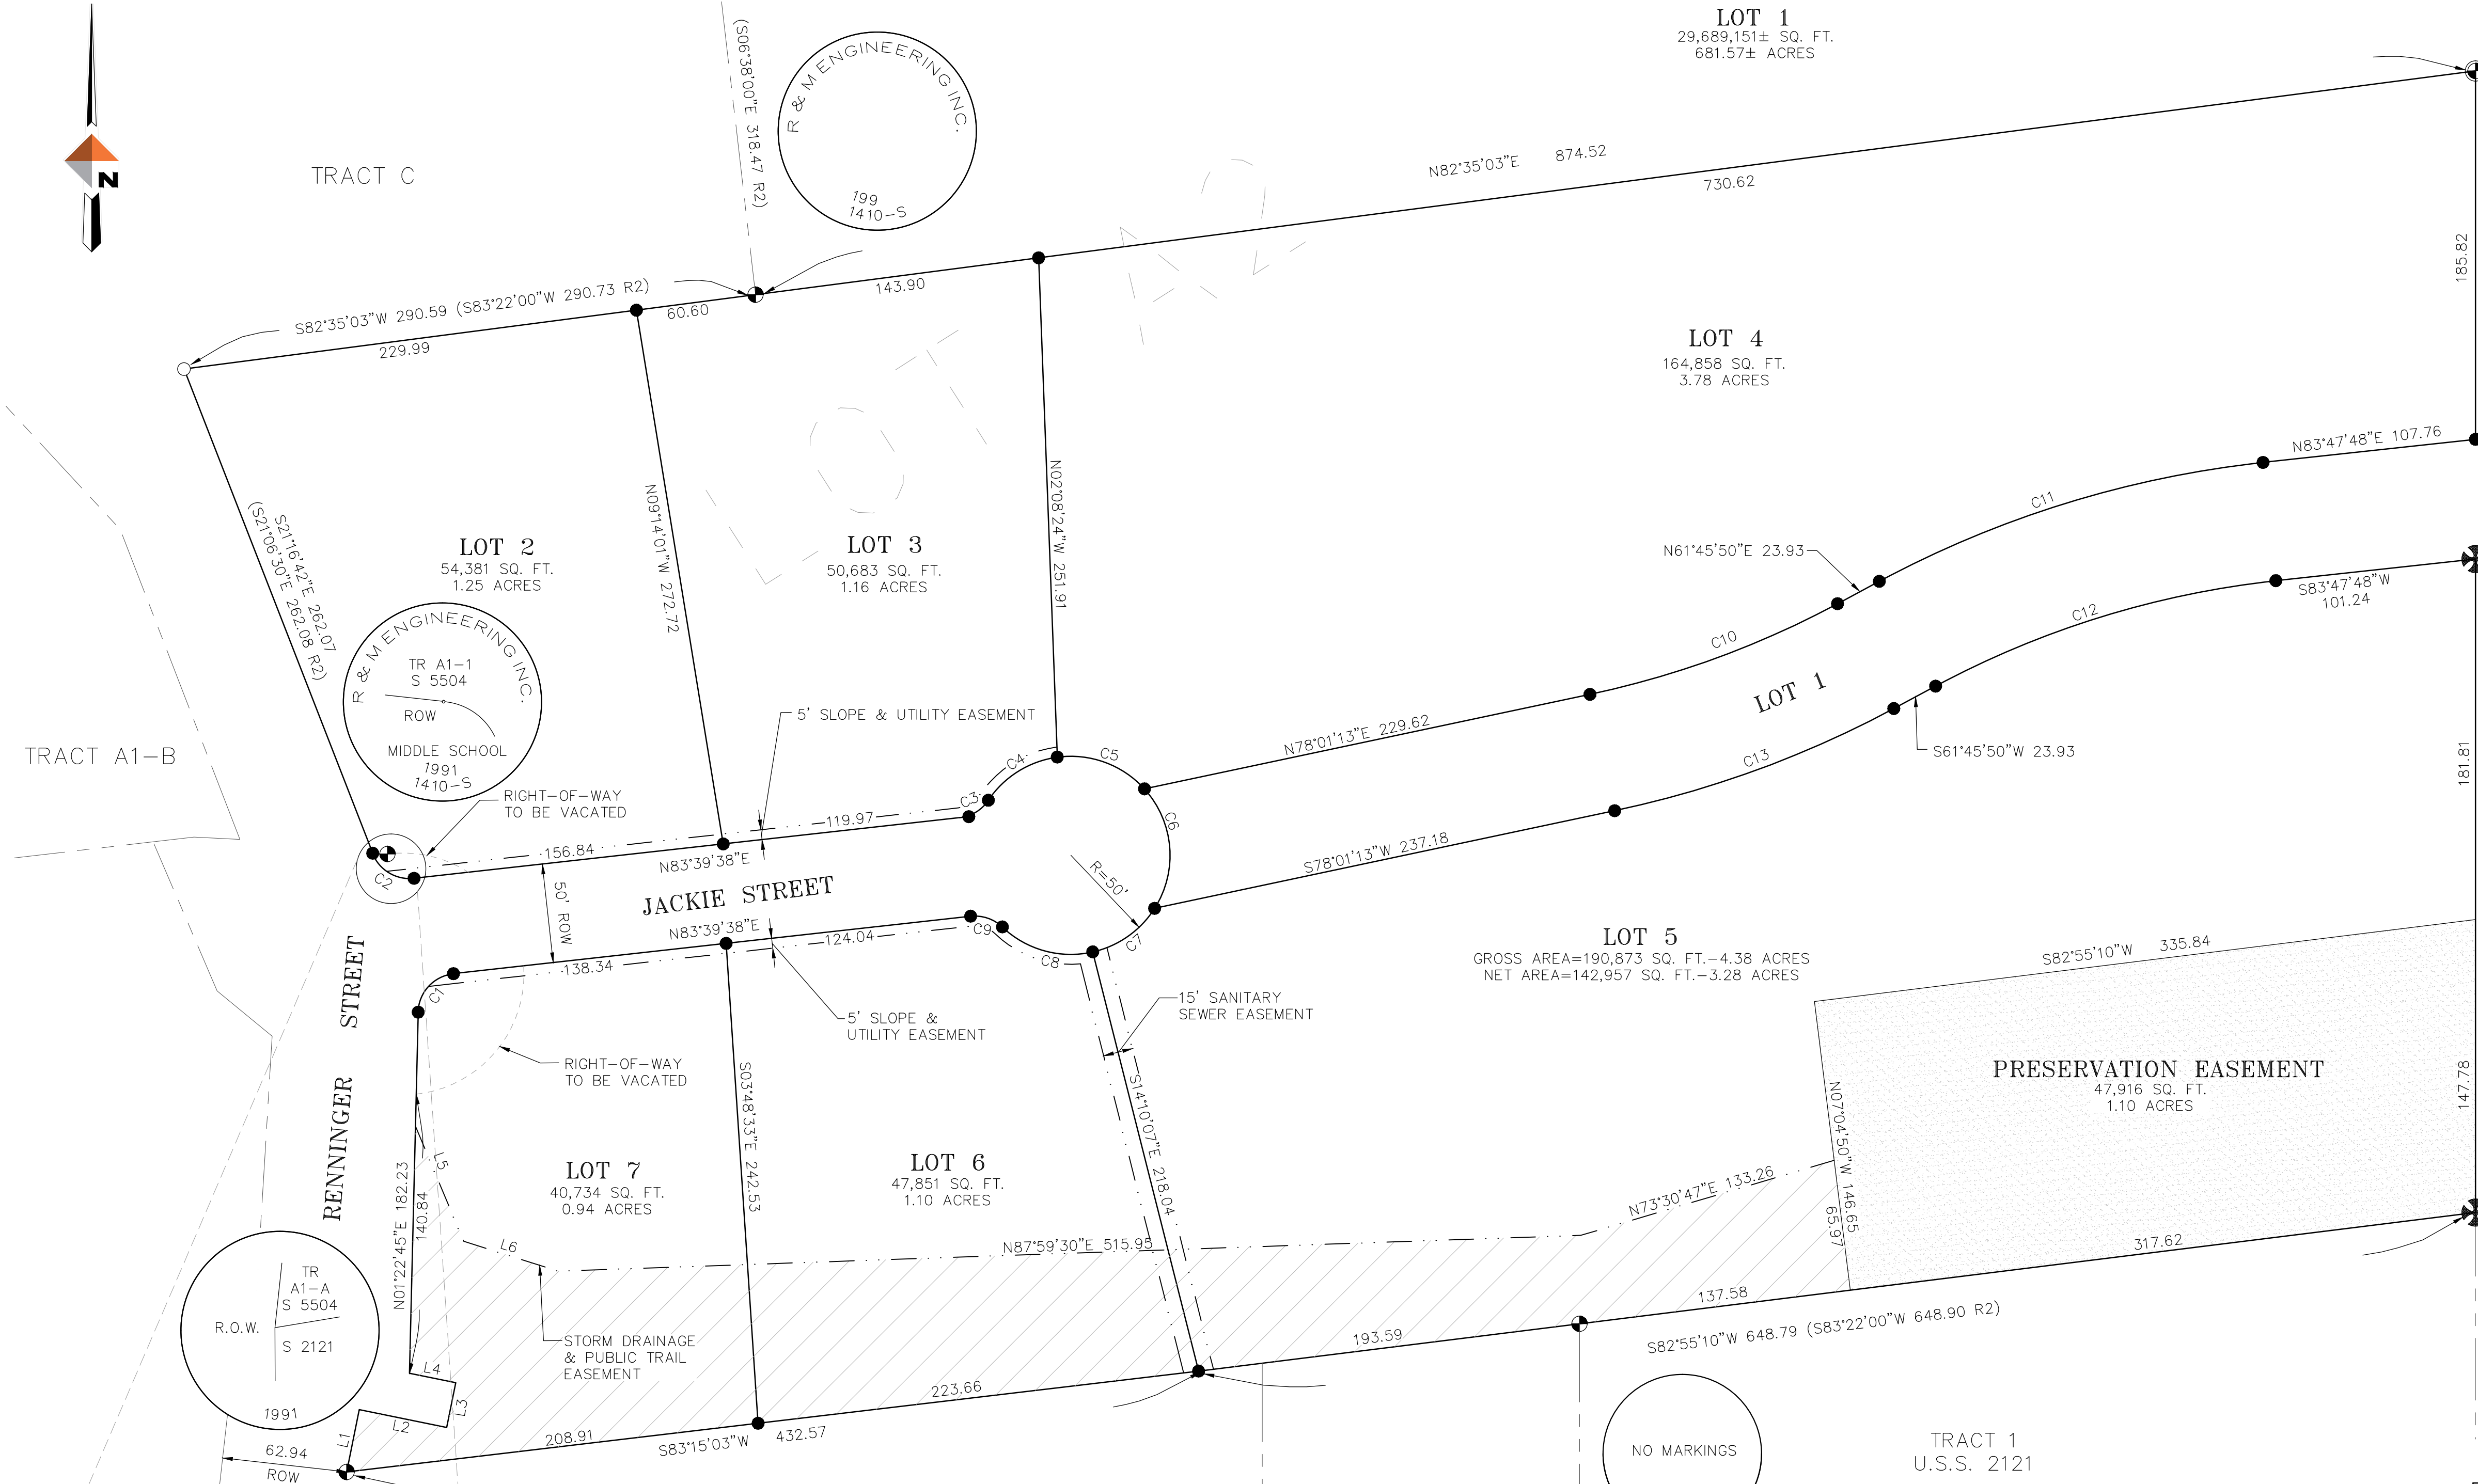 LOT 1
29,689,151± SQ. FT.
681.57± ACRES
(S06°38'00"E 318.47 R2)
R & M ENGINEERING INC.
199
1410-S
N
TRACT C
N82°35'03"E 874.52
730.62
185.82
S82°35'03"W 290.59 (S83°22'00"W 290.73 R2)
229.99
60.60
143.90
LOT 4
164,858 SQ. FT.
3.78 ACRES
N83°47'48"E 107.76
C11
N61°45'50"E 23.93
C10
S83°47'48"W
101.24
C12
LOT 1
C13
S61°45'50"W 23.93
181.81
S21°16'42"E 262.07
(S21°06'30"E 262.08 R2)
LOT 2
54,381 SQ. FT.
1.25 ACRES
N09°14'01"W 272.72
LOT 3
50,683 SQ. FT.
1.16 ACRES
N02°08'24"W 251.91
R & M ENGINEERING INC.
TR A1-1
S 5504
ROW
MIDDLE SCHOOL
1991
1410-S
TRACT A1-B
5' SLOPE & UTILITY EASEMENT
RIGHT-OF-WAY
TO BE VACATED
C2
156.84
N83°39'38"E
119.97
C3
C4
C5
C6
R=50'
C7
C8
C9
N78°01'13"E 229.62
S78°01'13"W 237.18
50' ROW
JACKIE STREET
N83°39'38"E
124.04
138.34
C1
RENNINGER STREET
5' SLOPE &
UTILITY EASEMENT
15' SANITARY
SEWER EASEMENT
RIGHT-OF-WAY
TO BE VACATED
LOT 5
GROSS AREA=190,873 SQ. FT.-4.38 ACRES
NET AREA=142,957 SQ. FT.-3.28 ACRES
S82°55'10"W 335.84
PRESERVATION EASEMENT
47,916 SQ. FT.
1.10 ACRES
147.78
N07°04'50"W 146.65
65.97
N73°30'47"E 133.26
S14°10'07"E 218.04
S03°48'33"E 242.53
LOT 7
40,734 SQ. FT.
0.94 ACRES
LOT 6
47,851 SQ. FT.
1.10 ACRES
N01°22'45"E 182.23
140.84
L5
L6
N87°59'30"E 515.95
STORM DRAINAGE
& PUBLIC TRAIL
EASEMENT
TR
A1-A
S 5504
R.O.W.
S 2121
1991
L4
L3
L2
L1
62.94
ROW
208.91
S83°15'03"W 432.57
223.66
193.59
137.58
317.62
S82°55'10"W 648.79 (S83°22'00"W 648.90 R2)
NO MARKINGS
TRACT 1
U.S.S. 2121